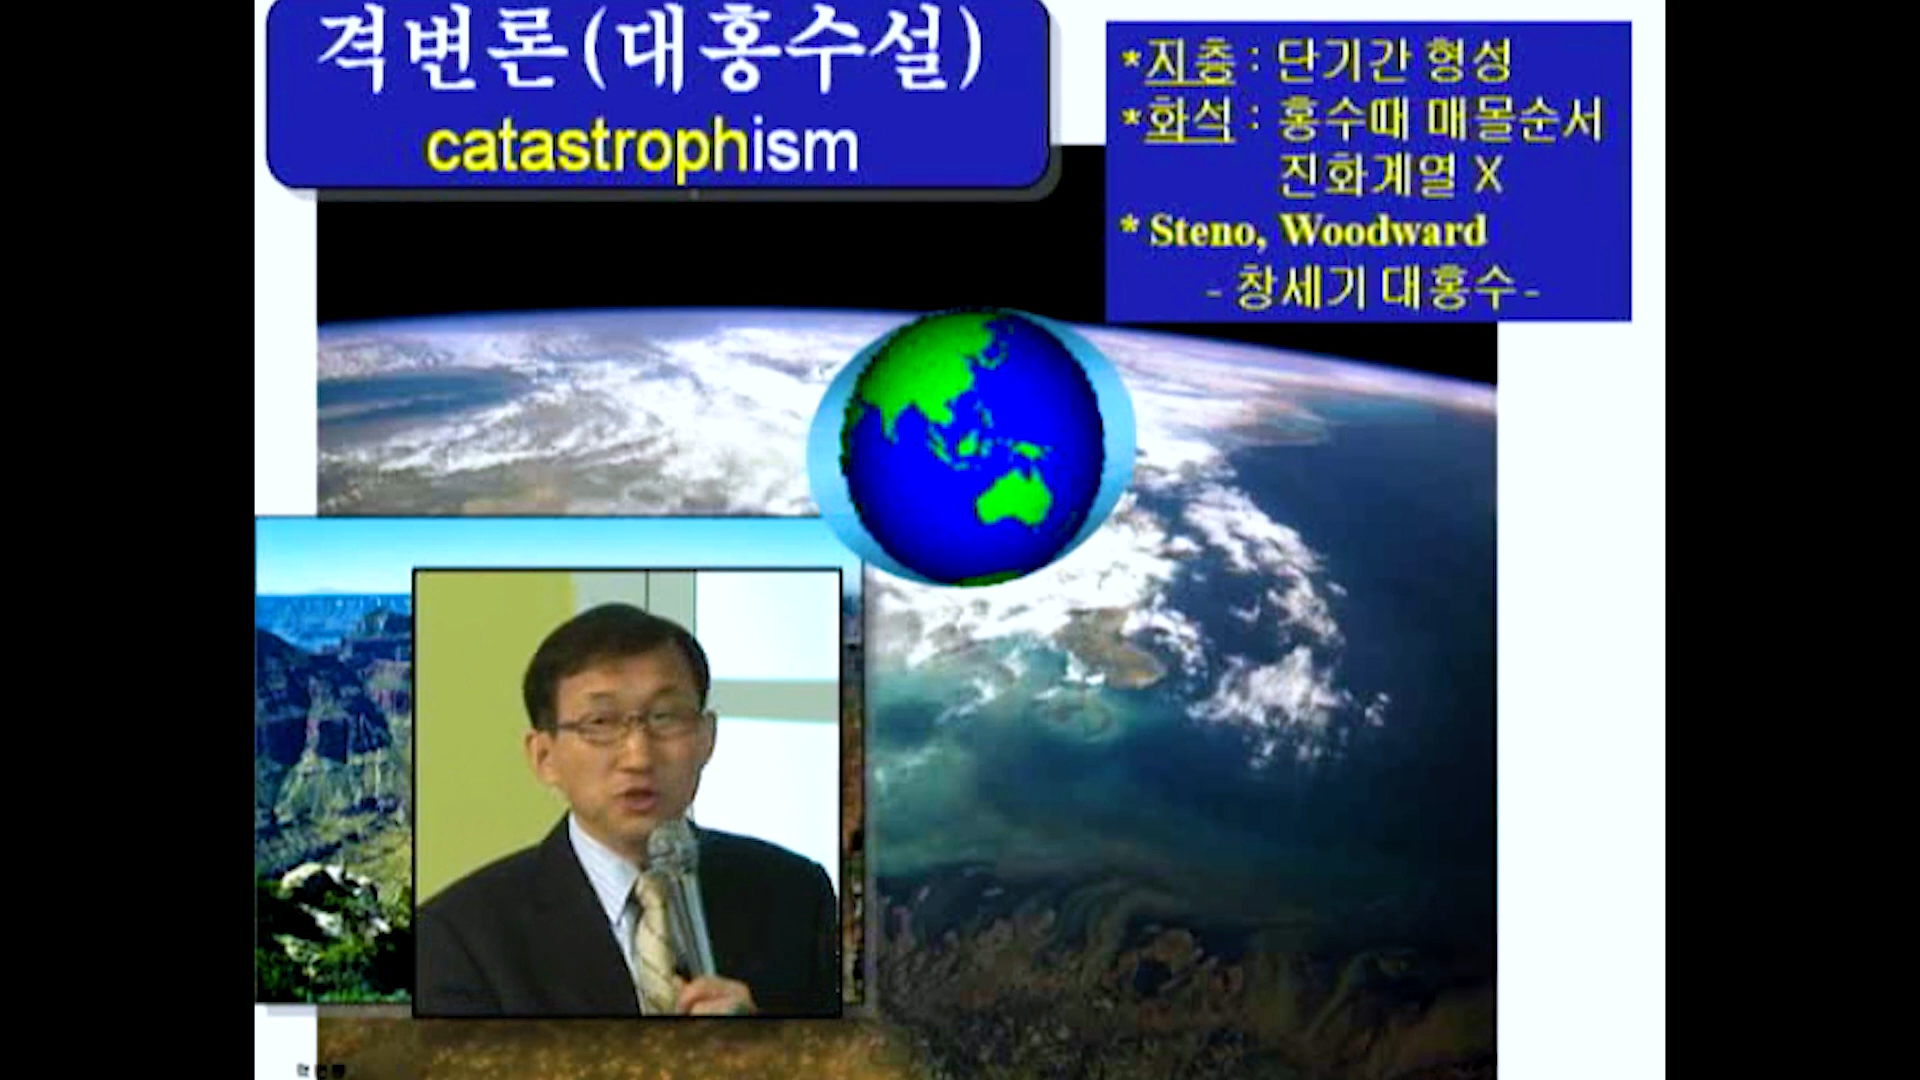 격변론(대홍수설)
catastrophism
*지층 : 단기간 형성
*화석 : 홍수때 매몰순서
진화계열 X
* Steno, Woodward
- 창세기 대홍수 -